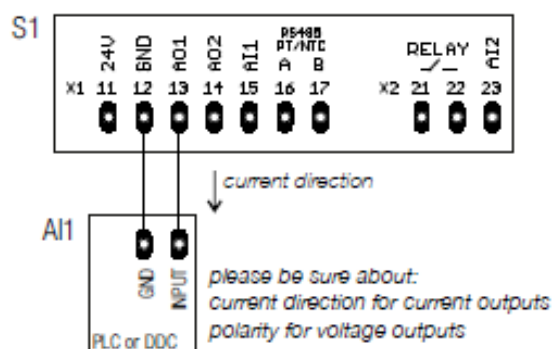 S1
24V GND AO1 AO2 AI1 RS485 PT/NTC A B RELAY AI2
X1 11 12 13 14 15 16 17 X2 21 22 23
current direction
AI1
GND INPUT
please be sure about:
current direction for current outputs
polarity for voltage outputs
PLC or DDC